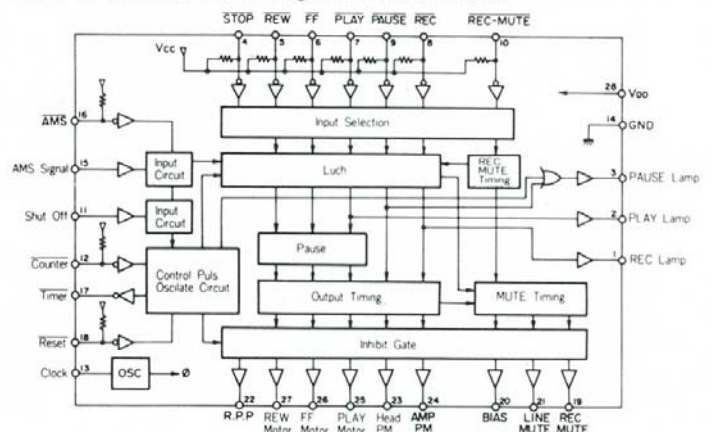 STOP REW FF PLAY PAUSE REC REC-MUTE
4 5 6 7 9 8 10
Vcc
28 VDD
14 GND
AMS 16
AMS Signal 15
Shut Off 11
Counter 12
Timer 17
Reset 18
Clock 13
Input Selection
Input
Circuit
Luch
REC
MUTE
Timing
3 PAUSE Lamp
2 PLAY Lamp
1 REC Lamp
Input
Circuit
Pause
Control Puls
Oscilate Circuit
Output Timing
MUTE Timing
Inhibit Gate
OSC
Ø
22 27 26 25 23 24 20 21 19
R.P.P REW FF PLAY Head AMP BIAS LINE REC
Motor Motor Motor PM PM MUTE MUTE